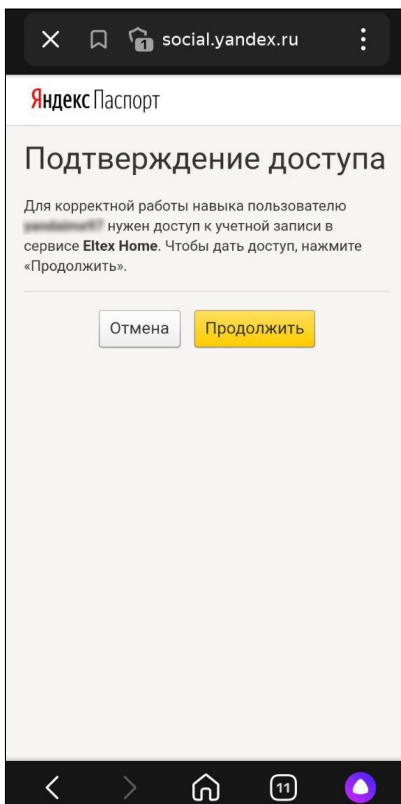 social.yandex.ru
1
Яндекс Паспорт
Подтверждение доступа
Для корректной работы навыка пользователю
нужен доступ к учетной записи в
сервисе Eltex Home. Чтобы дать доступ, нажмите
«Продолжить».
Отмена
Продолжить
11